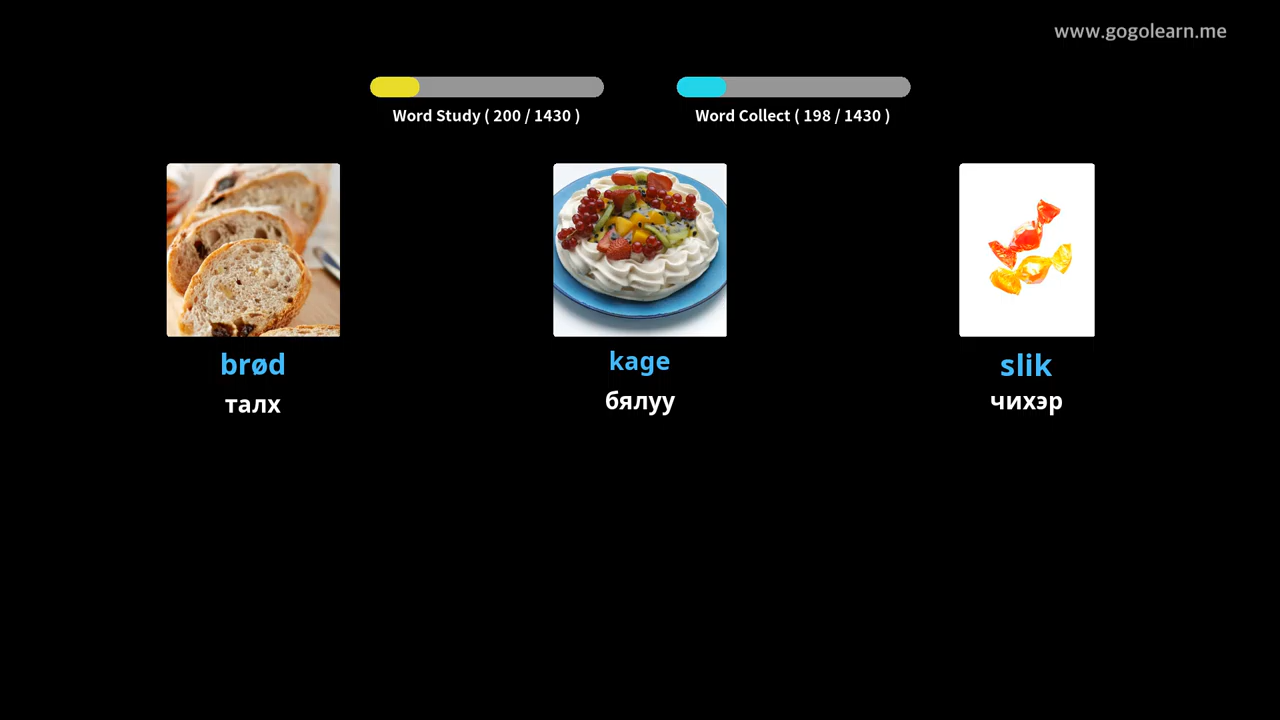 www.gogolearn.me
Word Study ( 200 / 1430 )
Word Collect ( 198 / 1430 )
brød
kage
slik
талх
бялуу
чихэр